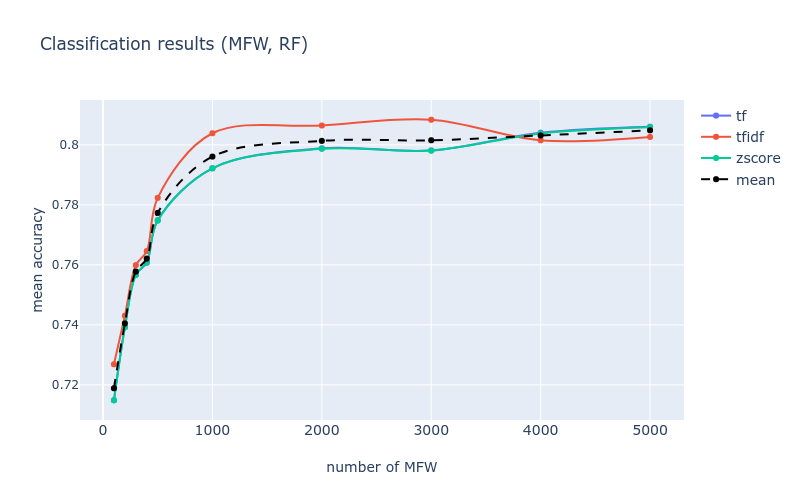 Classification results (MFW, RF)
tf
tfidf
zscore
mean
mean accuracy
0.8
0.78
0.76
0.74
0.72
0 1000 2000 3000 4000 5000
number of MFW